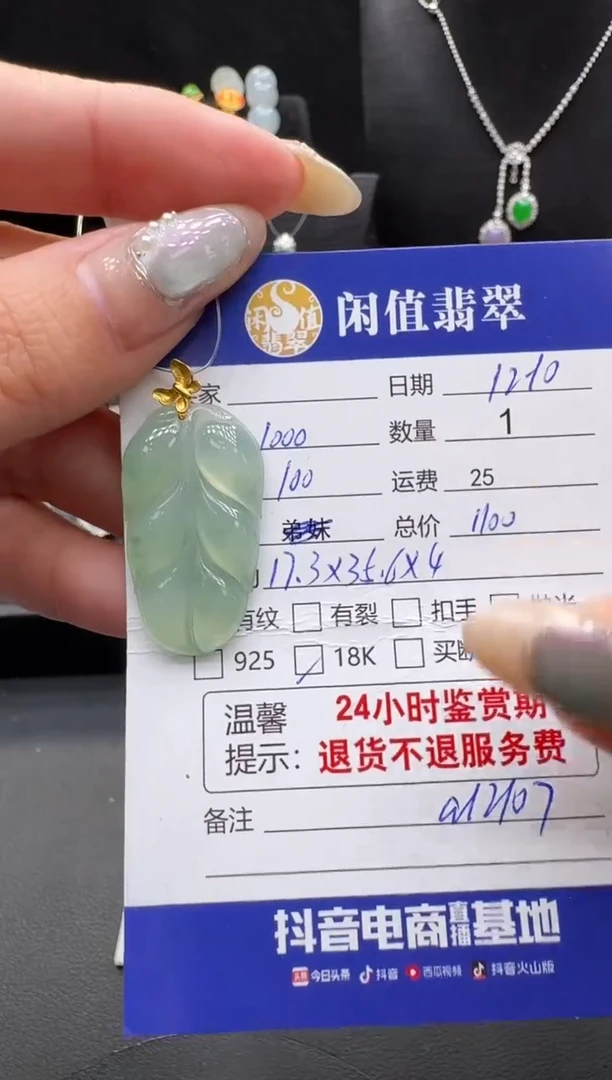 闲值翡翠
闲值翡翠
家 日期 1210
1000 数量 1
100 运费 25
弟妹 总价 1100
17.3X35.6X4
有纹 有裂 扣手
925 18K 买断
温馨提示： 24小时鉴赏期
退货不退服务费
备注 a12107
抖音电商直播基地
头条 今日头条 抖音 西瓜视频 抖音火山版